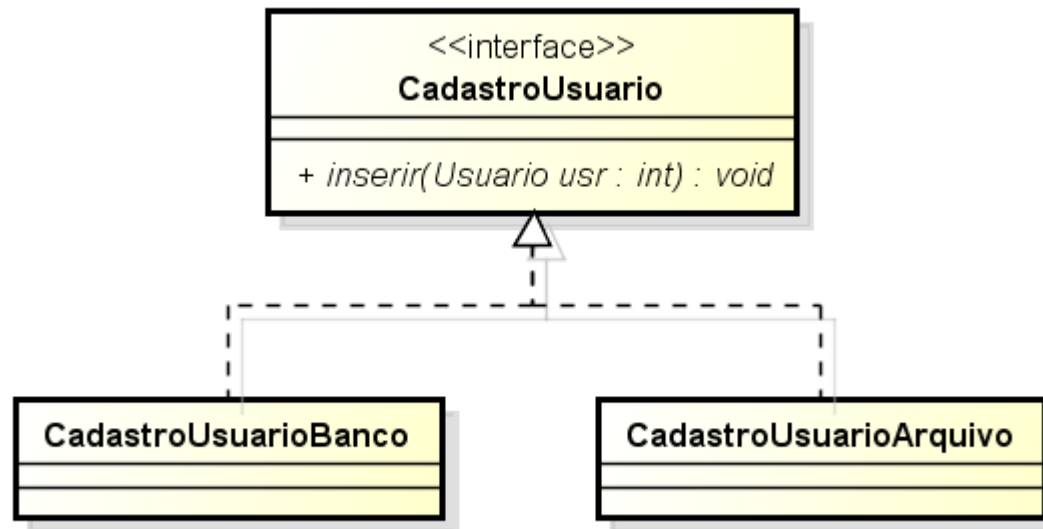 <<interface>>
CadastroUsuario
+ inserir(Usuario usr : int) : void
CadastroUsuarioBanco
CadastroUsuarioArquivo